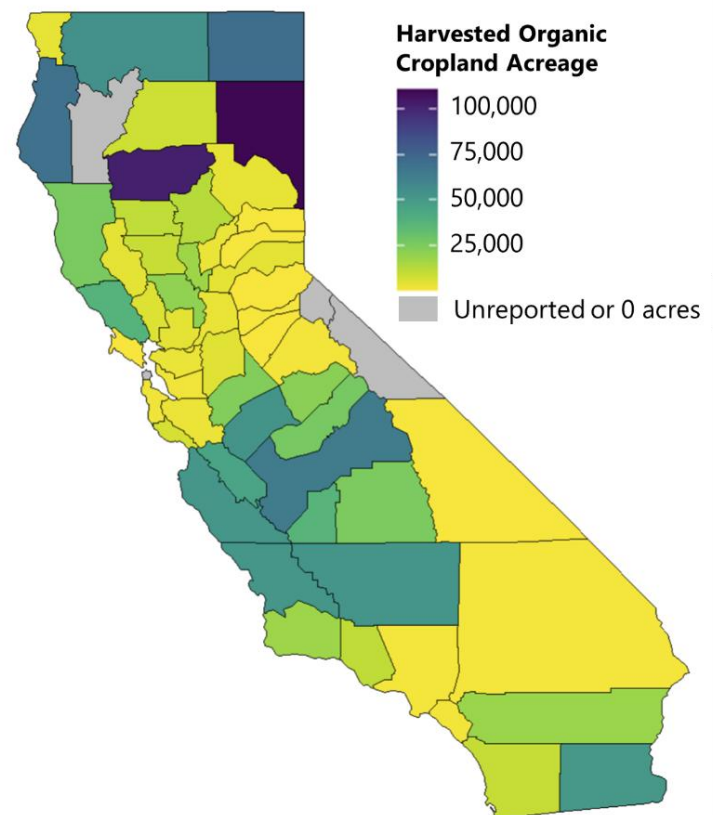 Harvested Organic
Cropland Acreage
100,000
75,000
50,000
25,000
Unreported or 0 acres